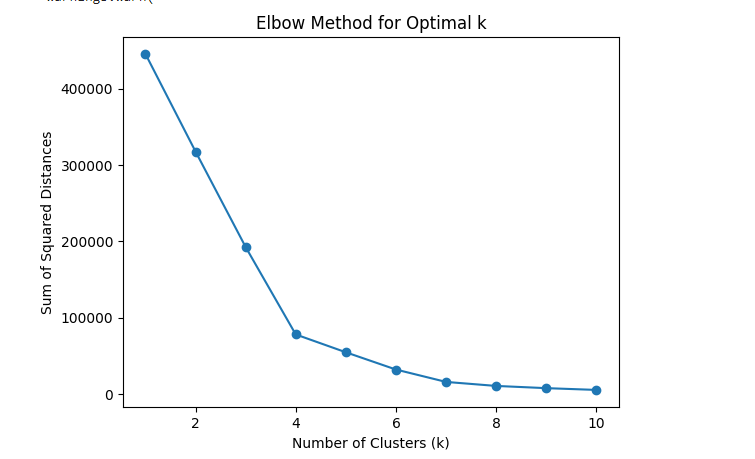 Elbow Method for Optimal k
400000
300000
200000
100000
0
Sum of Squared Distances
2 4 6 8 10
Number of Clusters (k)